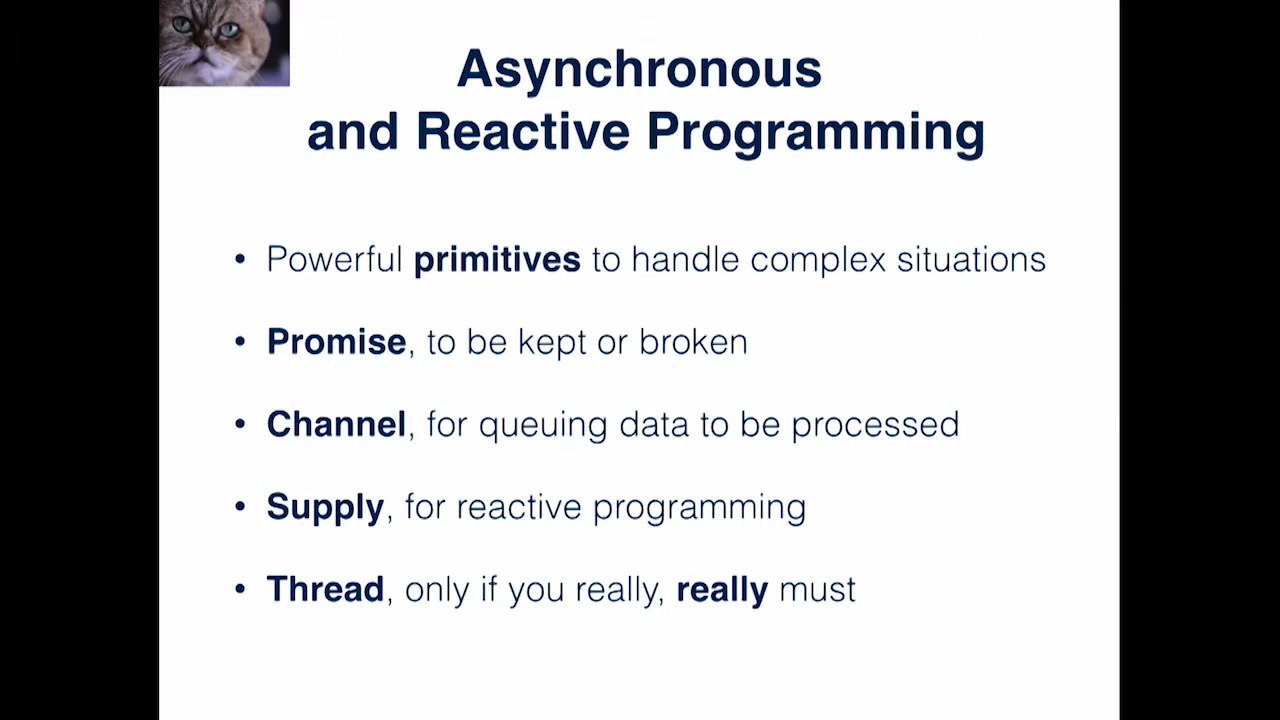 Asynchronous
and Reactive Programming
• Powerful primitives to handle complex situations
• Promise, to be kept or broken
• Channel, for queuing data to be processed
• Supply, for reactive programming
• Thread, only if you really, really must